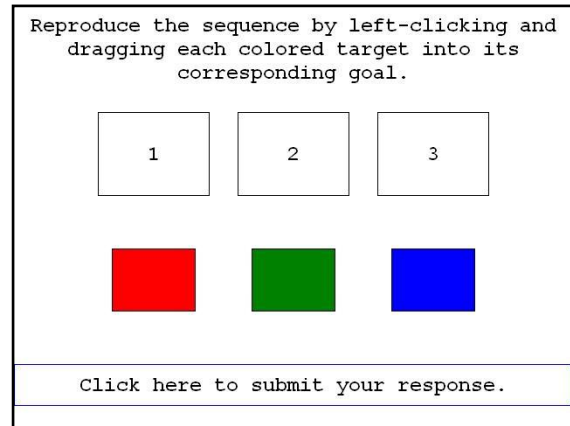 Reproduce the sequence by left-clicking and
dragging each colored target into its
corresponding goal.
1 2 3
Click here to submit your response.